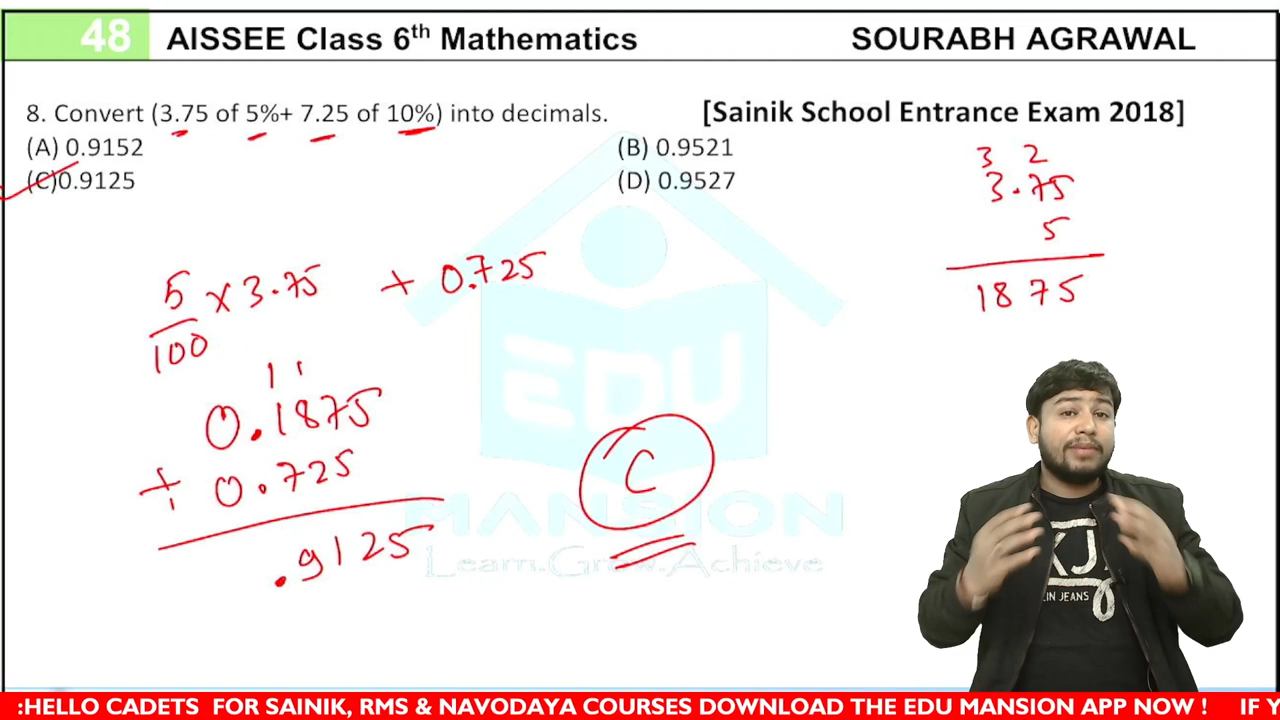 48 AISSEE Class 6th Mathematics SOURABH AGRAWAL
8. Convert (3.75 of 5%+ 7.25 of 10%) into decimals. [Sainik School Entrance Exam 2018]
(A) 0.9152 (B) 0.9521
(C)0.9125 (D) 0.9527
3 2
3.75
5
1875
5/100 × 3.75 + 0.725
1 1
0.1875
+ 0.725
.9125
C
EDU
MANSION
Learn.Grow.Achieve
KJ
LIN JEANS
:HELLO CADETS FOR SAINIK, RMS & NAVODAYA COURSES DOWNLOAD THE EDU MANSION APP NOW ! IF Y